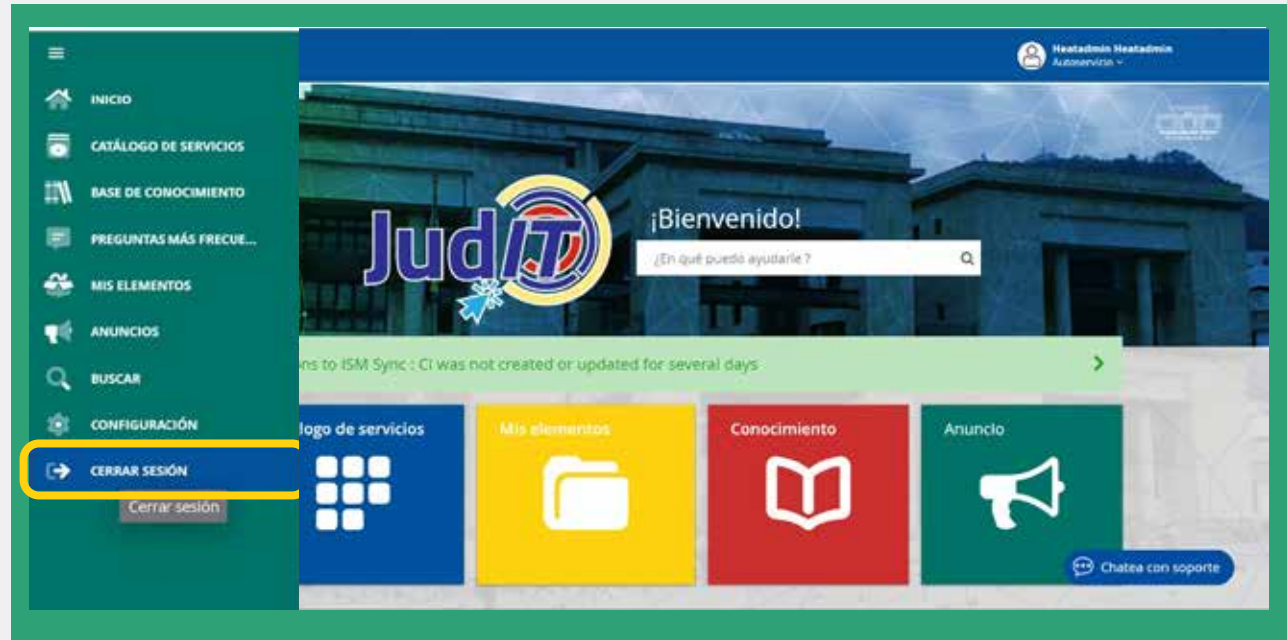 Heatadmin Heatadmin
Autoservicio
INICIO
CATÁLOGO DE SERVICIOS
BASE DE CONOCIMIENTO
PREGUNTAS MÁS FRECUE...
MIS ELEMENTOS
ANUNCIOS
BUSCAR
CONFIGURACIÓN
CERRAR SESIÓN
Cerrar sesión
JudIT
¡Bienvenido!
¿En qué puedo ayudarle ?
ns to ISM Sync : CI was not created or updated for several days
logo de servicios
Mis elementos
Conocimiento
Anuncio
Chatea con soporte